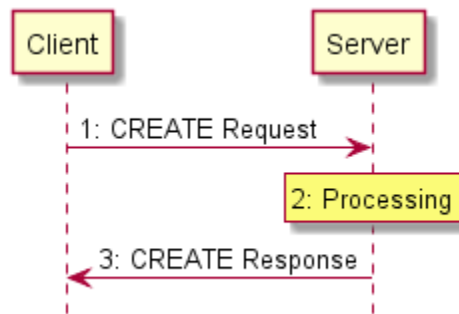 Client
Server
1: CREATE Request
2: Processing
3: CREATE Response